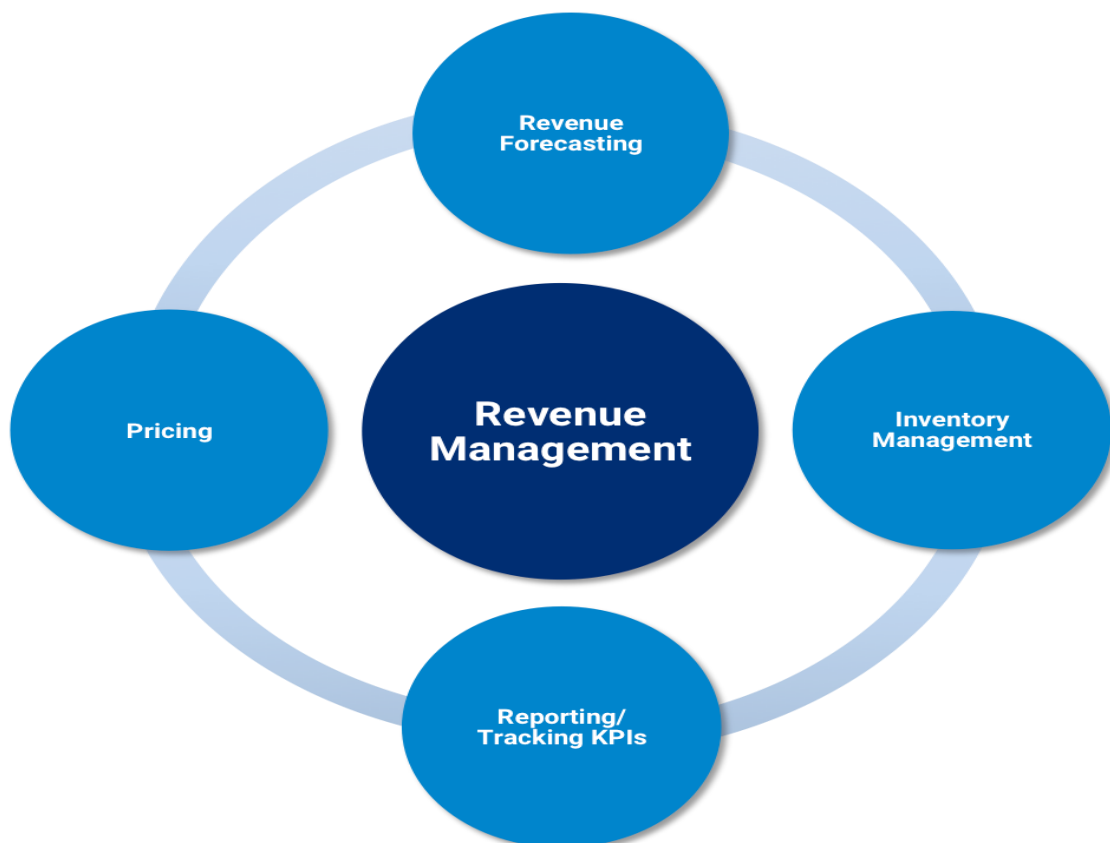 Revenue
Forecasting
Pricing
Revenue
Management
Inventory
Management
Reporting/
Tracking KPIs